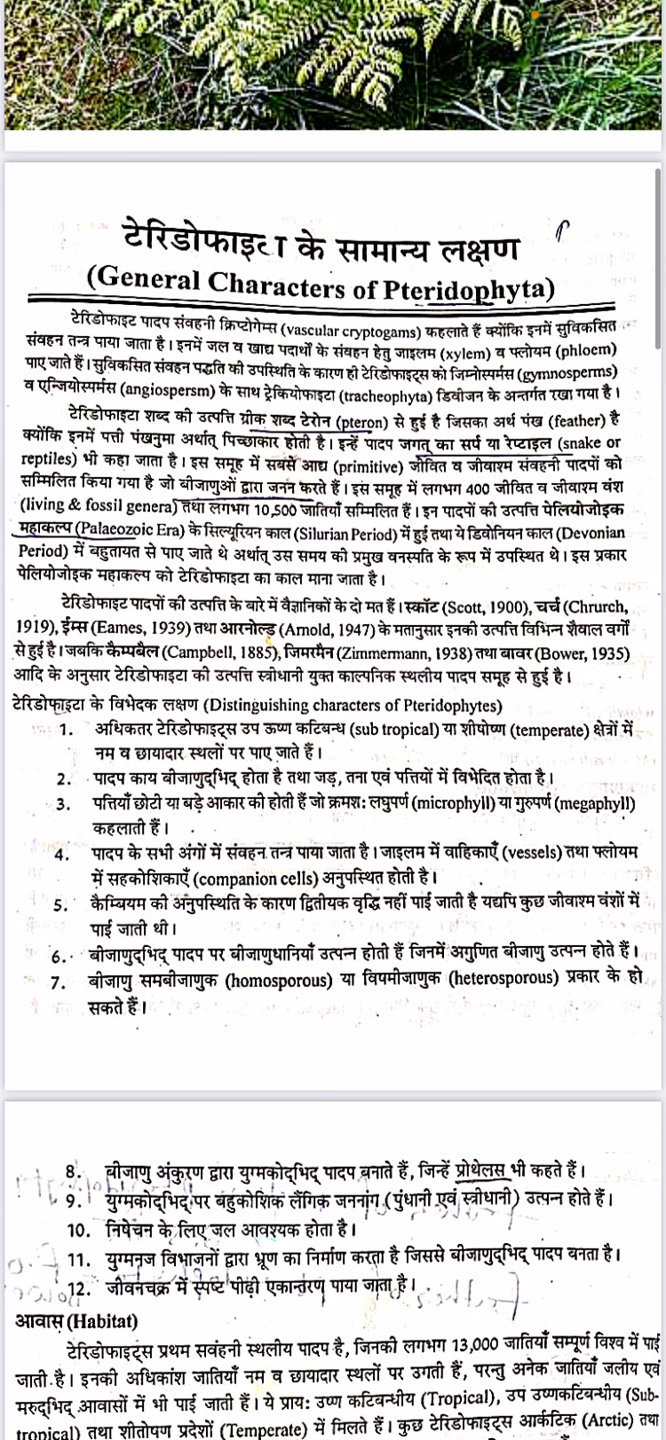 टेरिडोफाइटा के सामान्य लक्षण
(General Characters of Pteridophyta)
टेरिडोफाइट पादप संवहनी क्रिप्टोगेम्स (vascular cryptogams) कहलाते हैं क्योंकि इनमें सुविकसित
संवहन तन्त्र पाया जाता है। इनमें जल व खाद्य पदार्थों के संवहन हेतु जाइलम (xylem) व फ्लोयम (phloem)
पाए जाते हैं। सुविकसित संवहन पद्धति की उपस्थिति के कारण ही टेरिडोफाइट्स को जिम्नोस्पर्मस (gymnosperms)
व एन्जियोस्पर्मस (angiospersm) के साथ ट्रेकियोफाइटा (tracheophyta) डिवीजन के अन्तर्गत रखा गया है।
टेरिडोफाइटा शब्द की उत्पत्ति ग्रीक शब्द टेरोन (pteron) से हुई है जिसका अर्थ पंख (feather) है
क्योंकि इनमें पत्ती पंखनुमा अर्थात् पिच्छाकार होती है। इन्हें पादप जगत् का सर्प या रेप्टाइल (snake or
reptiles) भी कहा जाता है। इस समूह में सबसे आद्य (primitive) जीवित व जीवाश्म संवहनी पादपों को
सम्मिलित किया गया है जो बीजाणुओं द्वारा जनन करते हैं। इस समूह में लगभग 400 जीवित व जीवाश्म वंश
(living & fossil genera) तथा लगभग 10,500 जातियाँ सम्मिलित हैं। इन पादपों की उत्पत्ति पेलियोजोइक
महाकल्प (Palaeozoic Era) के सिल्यूरियन काल (Silurian Period) में हुई तथा ये डिवोनियन काल (Devonian
Period) में बहुतायत से पाए जाते थे अर्थात् उस समय की प्रमुख वनस्पति के रूप में उपस्थित थे। इस प्रकार
पेलियोजोइक महाकल्प को टेरिडोफाइटा का काल माना जाता है।
टेरिडोफाइट पादपों की उत्पत्ति के बारे में वैज्ञानिकों के दो मत हैं। स्कॉट (Scott, 1900), चर्च (Chrurch,
1919), ईम्स (Eames, 1939) तथा आरनोल्ड (Arnold, 1947) के मतानुसार इनकी उत्पत्ति विभिन्न शैवाल वर्गों
से हुई है। जबकि कैम्पबैल (Campbell, 1885), जिमरमैन (Zimmermann, 1938) तथा बावर (Bower, 1935)
आदि के अनुसार टेरिडोफाइटा की उत्पत्ति स्त्रीधानी युक्त काल्पनिक स्थलीय पादप समूह से हुई है।
टेरिडोफाइटा के विभेदक लक्षण (Distinguishing characters of Pteridophytes)
1. अधिकतर टेरिडोफाइट्स उप ऊष्ण कटिबन्ध (sub tropical) या शीपोष्ण (temperate) क्षेत्रों में
नम व छायादार स्थलों पर पाए जाते हैं।
2. पादप काय बीजाणुद्भिद् होता है तथा जड़, तना एवं पत्तियों में विभेदित होता है।
3. पत्तियाँ छोटी या बड़े आकार की होती हैं जो क्रमश: लघुपर्ण (microphyll) या गुरुपर्ण (megaphyll)
कहलाती हैं।
4. पादप के सभी अंगों में संवहन तन्त्र पाया जाता है। जाइलम में वाहिकाएँ (vessels) तथा फ्लोयम
में सहकोशिकाएँ (companion cells) अनुपस्थित होती है।
5. कैम्बियम की अनुपस्थिति के कारण द्वितीयक वृद्धि नहीं पाई जाती है यद्यपि कुछ जीवाश्म वंशों में
पाई जाती थी।
6. बीजाणुद्भिद् पादप पर बीजाणुधानियाँ उत्पन्न होती हैं जिनमें अगुणित बीजाणु उत्पन्न होते हैं।
7. बीजाणु समबीजाणुक (homosporous) या विषमीजाणुक (heterosporous) प्रकार के हो
सकते हैं।
8. बीजाणु अंकुरण द्वारा युग्मकोद्भिद् पादप बनाते हैं, जिन्हें प्रोथेलस भी कहते हैं।
9. युग्मकोद्भिद् पर बहुकोशिक लैंगिक जननांग (पुंधानी एवं स्त्रीधानी) उत्पन्न होते हैं।
10. निषेचन के लिए जल आवश्यक होता है।
11. युग्मनज विभाजनों द्वारा भ्रूण का निर्माण करता है जिससे बीजाणुद्भिद् पादप बनता है।
12. जीवनचक्र में स्पष्ट पीढ़ी एकान्तरण पाया जाता है।
आवास (Habitat)
टेरिडोफाइट्स प्रथम सवंहनी स्थलीय पादप है, जिनकी लगभग 13,000 जातियाँ सम्पूर्ण विश्व में पाई
जाती है। इनकी अधिकांश जातियाँ नम व छायादार स्थलों पर उगती हैं, परन्तु अनेक जातियाँ जलीय एवं
मरुद्भिद् आवासों में भी पाई जाती हैं। ये प्राय: उष्ण कटिबन्धीय (Tropical), उप उष्णकटिबन्धीय (Sub-
tropical) तथा शीतोष्ण प्रदेशों (Temperate) में मिलते हैं। कुछ टेरिडोफाइट्स आर्कटिक (Arctic) तथा